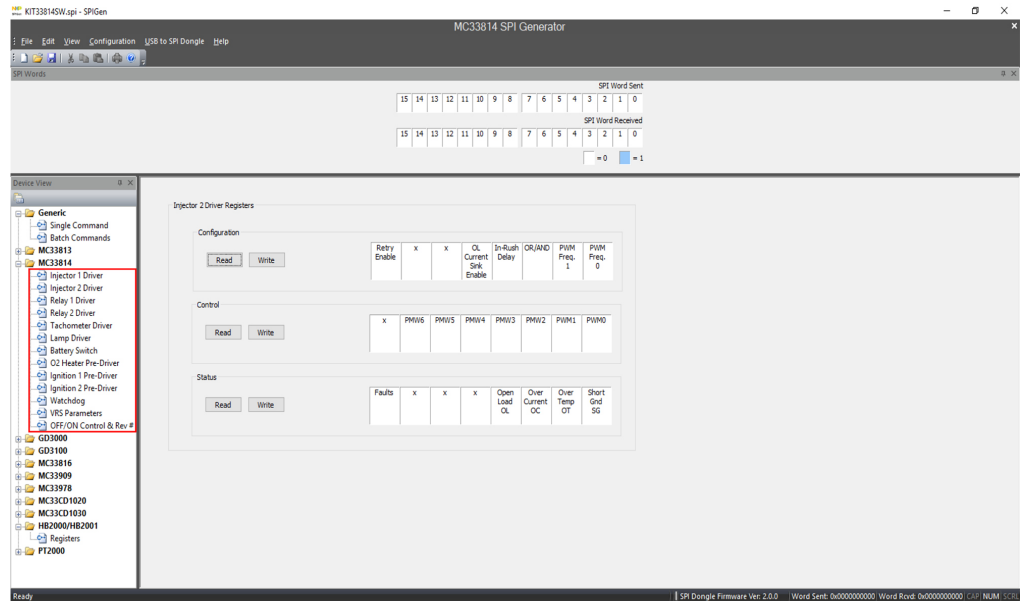 KIT33814SW.spi - SPIGen
MC33814 SPI Generator
File Edit View Configuration USB to SPI Dongle Help
SPI Words
SPI Word Sent
15 14 13 12 11 10 9 8 7 6 5 4 3 2 1 0
SPI Word Received
15 14 13 12 11 10 9 8 7 6 5 4 3 2 1 0
= 0 = 1
Device View
Generic
Single Command
Batch Commands
MC33813
MC33814
Injector 1 Driver
Injector 2 Driver
Relay 1 Driver
Relay 2 Driver
Tachometer Driver
Lamp Driver
Battery Switch
O2 Heater Pre-Driver
Ignition 1 Pre-Driver
Ignition 2 Pre-Driver
Watchdog
VRS Parameters
OFF/ON Control & Rev #
GD3000
GD3100
MC33816
MC33909
MC33978
MC33CD1020
MC33CD1030
HB2000/HB2001
Registers
PT2000
Injector 2 Driver Registers
Configuration
Read Write
Retry Enable x x OL Current Sink Enable In-Rush Delay OR/AND PWM Freq. 1 PWM Freq. 0
Control
Read Write
x PMW6 PMW5 PMW4 PMW3 PMW2 PWM1 PWM0
Status
Read Write
Faults x x x Open Load OL Over Current OC Over Temp OT Short Gnd SG
Ready
SPI Dongle Firmware Ver: 2.0.0 Word Sent: 0x0000000000 Word Rcvd: 0x0000000000 CAP NUM SCRL